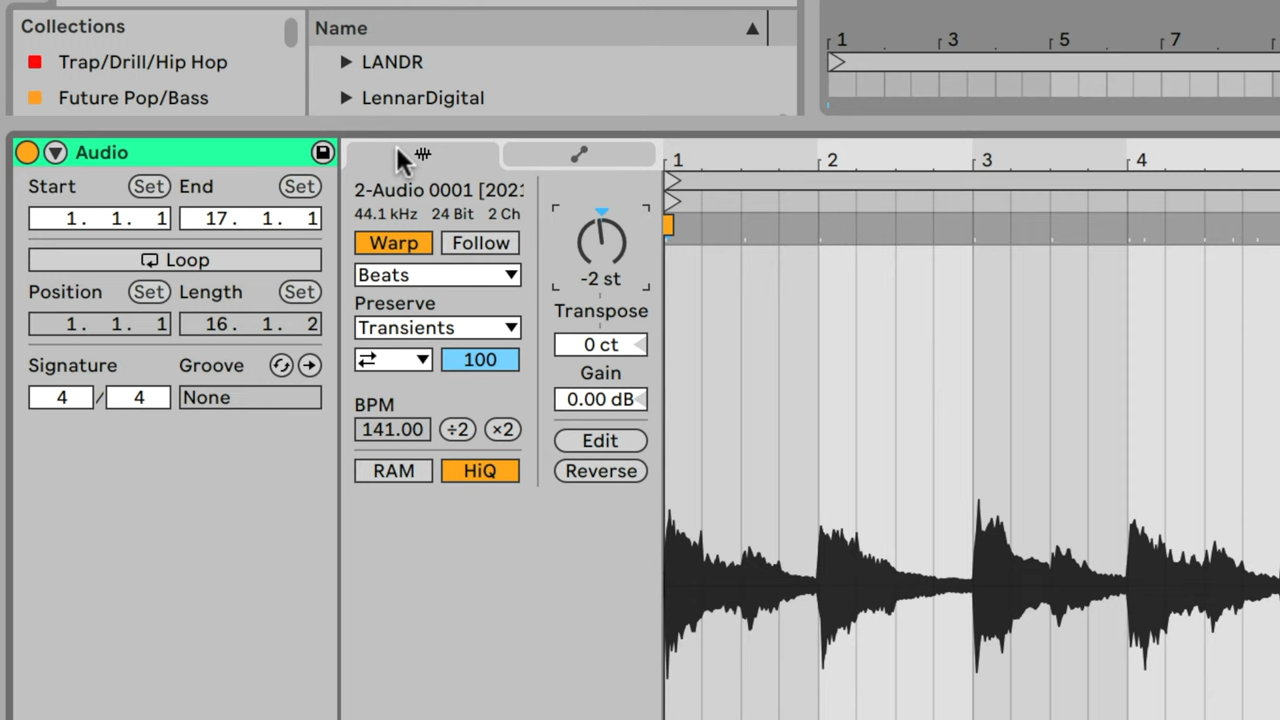 Collections
Name
Trap/Drill/Hip Hop
LANDR
Future Pop/Bass
LennarDigital
1 3 5 7
Audio
Start Set End Set
1. 1. 1 17. 1. 1
Loop
Position Set Length Set
1. 1. 1 16. 1. 2
Signature Groove
4 / 4 None
2-Audio 0001 [2021
44.1 kHz 24 Bit 2 Ch
Warp Follow
Beats
Preserve
Transients
100
BPM
141.00 ÷2 ×2
RAM HiQ
-2 st
Transpose
0 ct
Gain
0.00 dB
Edit
Reverse
1 2 3 4